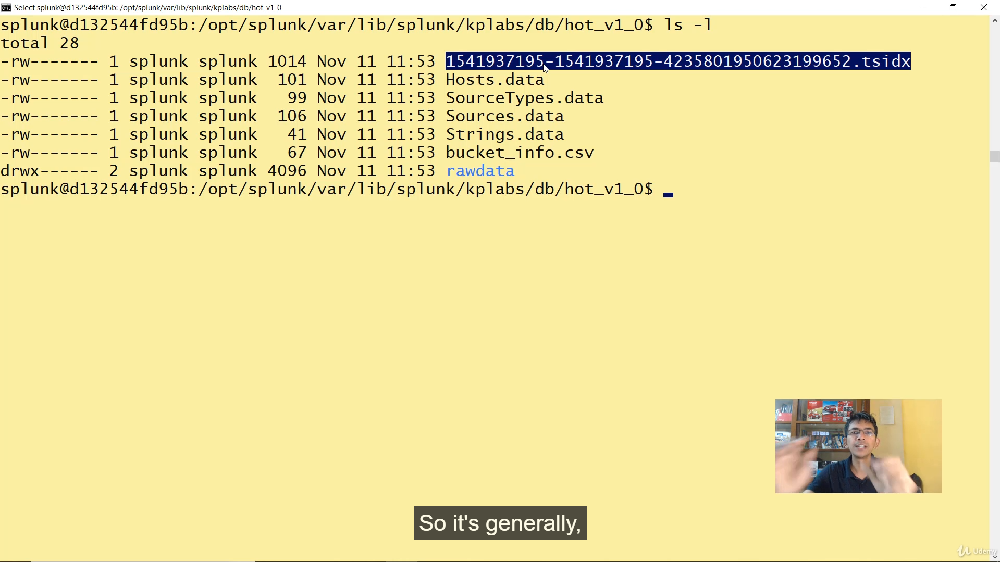 Select splunk@d132544fd95b: /opt/splunk/var/lib/splunk/kplabs/db/hot_v1_0
splunk@d132544fd95b:/opt/splunk/var/lib/splunk/kplabs/db/hot_v1_0$ ls -l
total 28
-rw------- 1 splunk splunk 1014 Nov 11 11:53 1541937195-1541937195-4235801950623199652.tsidx
-rw------- 1 splunk splunk 101 Nov 11 11:53 Hosts.data
-rw------- 1 splunk splunk 99 Nov 11 11:53 SourceTypes.data
-rw------- 1 splunk splunk 106 Nov 11 11:53 Sources.data
-rw------- 1 splunk splunk 41 Nov 11 11:53 Strings.data
-rw------- 1 splunk splunk 67 Nov 11 11:53 bucket_info.csv
drwx------ 2 splunk splunk 4096 Nov 11 11:53 rawdata
splunk@d132544fd95b:/opt/splunk/var/lib/splunk/kplabs/db/hot_v1_0$
So it's generally,
Udemy